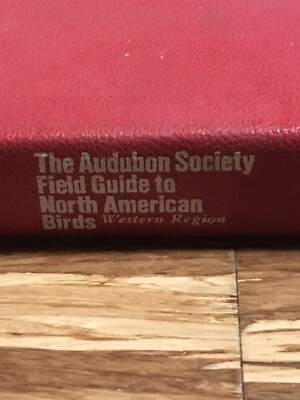 The Audubon Society
Field Guide to
North American
Birds Western Region